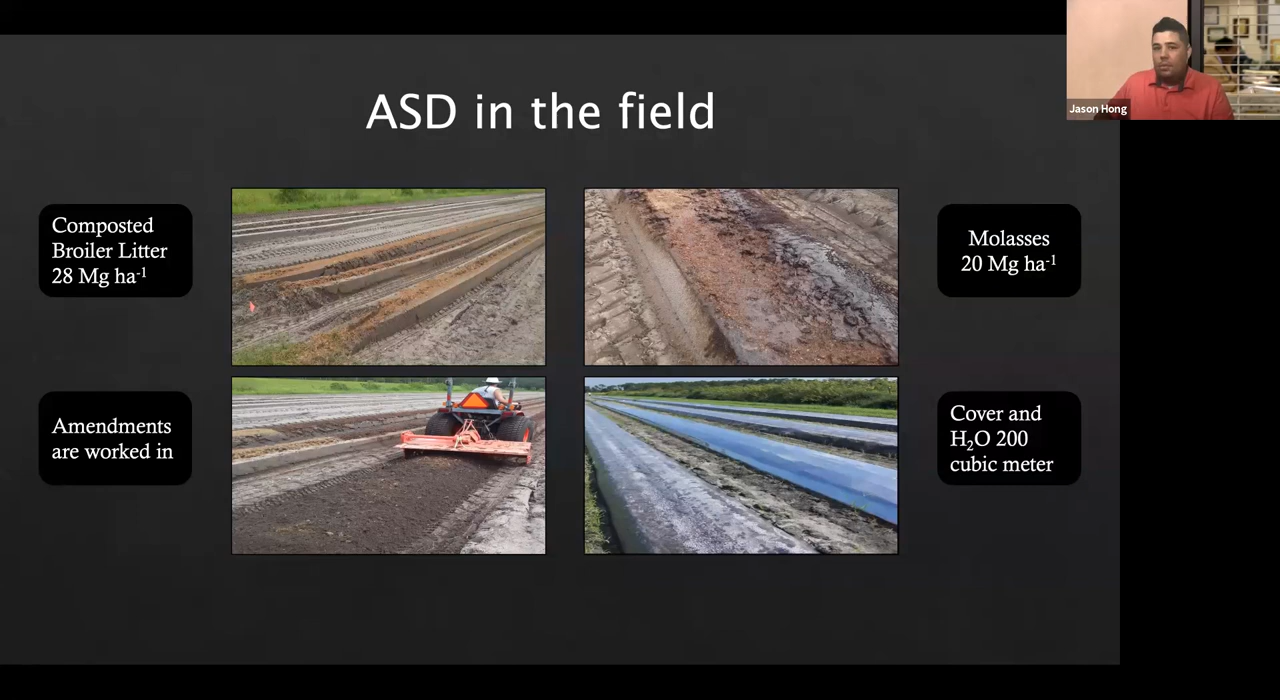 ASD in the field
Jason Hong
Composted
Broiler Litter
28 Mg ha⁻¹
Molasses
20 Mg ha⁻¹
Amendments
are worked in
Cover and
H₂O 200
cubic meter